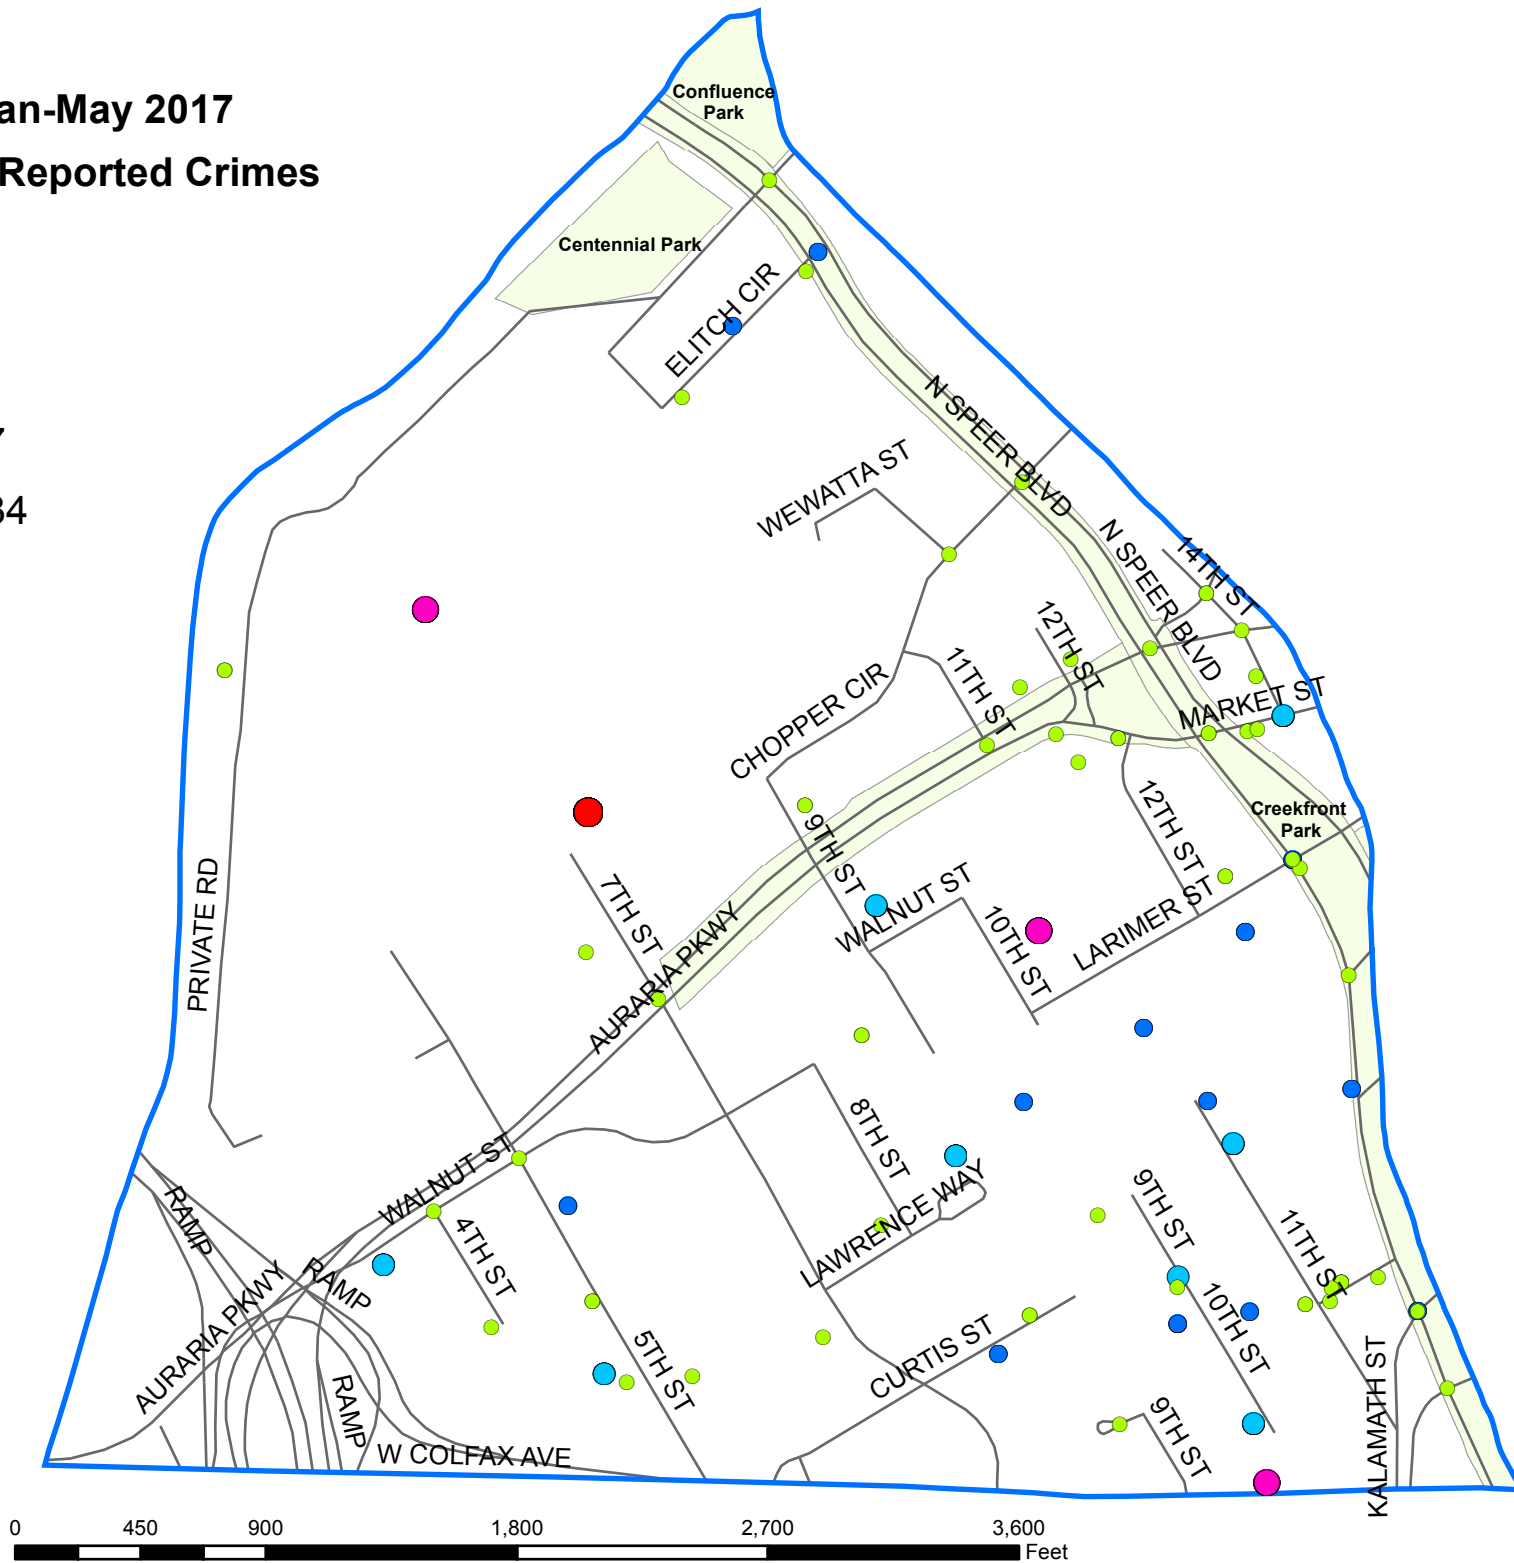 an-May 2017
Reported Crimes
34
Confluence
Park
Centennial Park
ELITCH CIR
N SPEER BLVD
WEWATTA ST
N SPEER BLVD
14TH ST
12TH ST
11TH ST
MARKET ST
CHOPPER CIR
Creekfront
Park
12TH ST
9TH ST
WALNUT ST
10TH ST
LARIMER ST
7TH ST
AURARIA PKWY
PRIVATE RD
8TH ST
LAWRENCE WAY
WALNUT ST
RAMP
4TH ST
RAMP
AURARIA PKWY
9TH ST
11TH ST
10TH ST
5TH ST
CURTIS ST
RAMP
KALAMATH ST
9TH ST
W COLFAX AVE
0 450 900 1,800 2,700 3,600
Feet